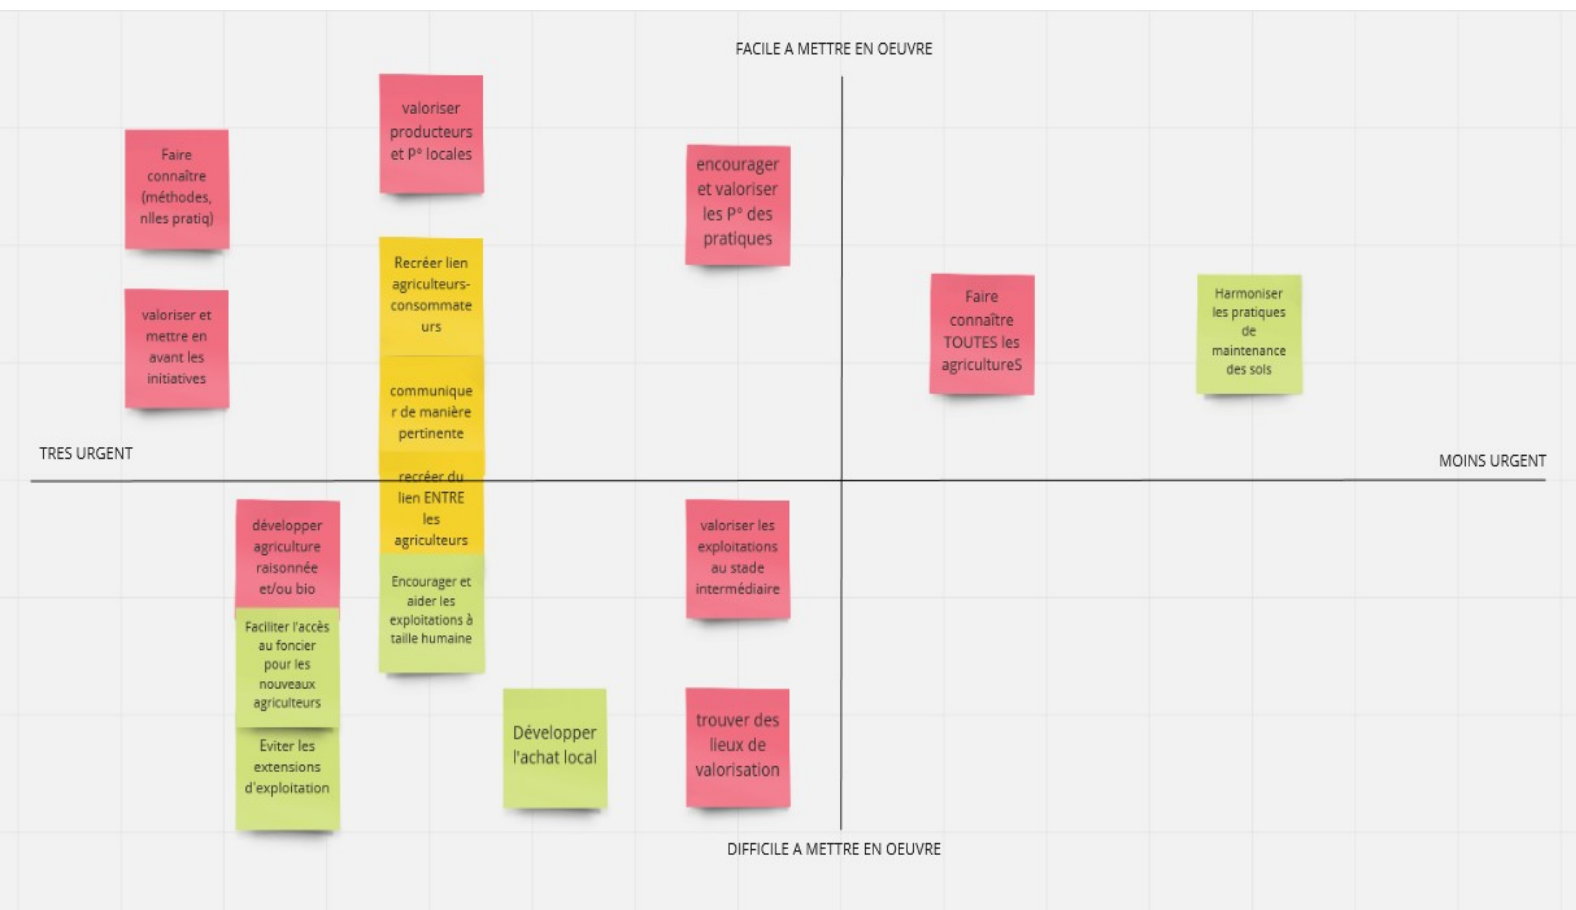 FACILE A METTRE EN OEUVRE
valoriser
producteurs
et P° locales
Faire
connaître
(méthodes,
nlles pratiq)
encourager
et valoriser
les P° des
pratiques
Recréer lien
agriculteurs-
consommate
urs
valoriser et
mettre en
avant les
initiatives
Faire
connaître
TOUTES les
agricultureS
Harmoniser
les pratiques
de
maintenance
des sols
communique
r de manière
pertinente
TRES URGENT
MOINS URGENT
recréer du
lien ENTRE
les
agriculteurs
développer
agriculture
raisonnée
et/ou bio
valoriser les
exploitations
au stade
intermédiaire
Encourager et
aider les
exploitations à
taille humaine
Faciliter l'accès
au foncier
pour les
nouveaux
agriculteurs
Développer
l'achat local
trouver des
lieux de
valorisation
Eviter les
extensions
d'exploitation
DIFFICILE A METTRE EN OEUVRE